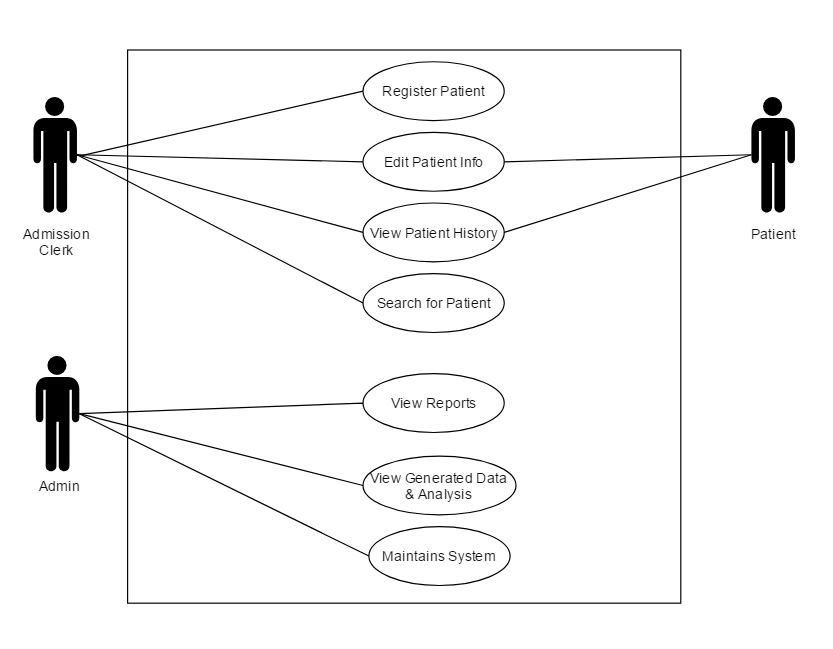 Register Patient
Edit Patient Info
View Patient History
Search for Patient
Admission
Clerk
Patient
View Reports
View Generated Data
& Analysis
Maintains System
Admin